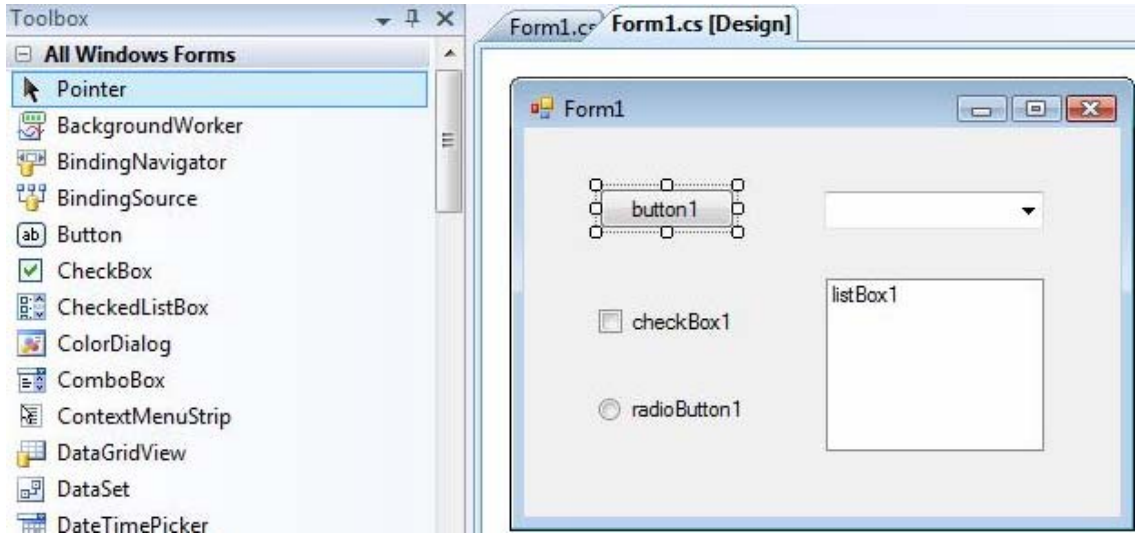 Toolbox
All Windows Forms
Pointer
BackgroundWorker
BindingNavigator
BindingSource
ab Button
CheckBox
CheckedListBox
ColorDialog
ComboBox
ContextMenuStrip
DataGridView
DataSet
DateTimePicker
Form1.cs Form1.cs [Design]
Form1
button1
checkBox1
radioButton1
listBox1